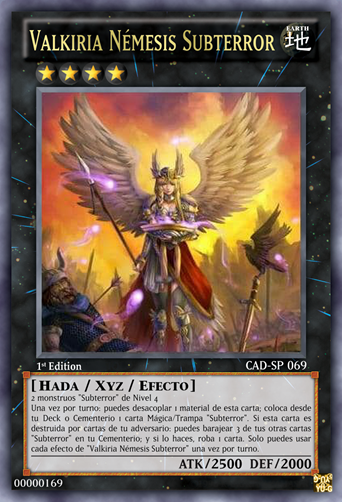 VALKIRIA NÉMESIS SUBTERROR
EARTH
地
1st Edition
CAD-SP 069
[HADA / XYZ / EFECTO]
2 monstruos "Subterror" de Nivel 4
Una vez por turno: puedes desacoplar 1 material de esta carta; coloca desde
tu Deck o Cementerio 1 carta Mágica/Trampa "Subterror". Si esta carta es
destruida por cartas de tu adversario: puedes barajear 3 de tus otras cartas
"Subterror" en tu Cementerio; y si lo haces, roba 1 carta. Solo puedes usar
cada efecto de "Valkiria Némesis Subterror" una vez por turno.
ATK/2500 DEF/2000
00000169